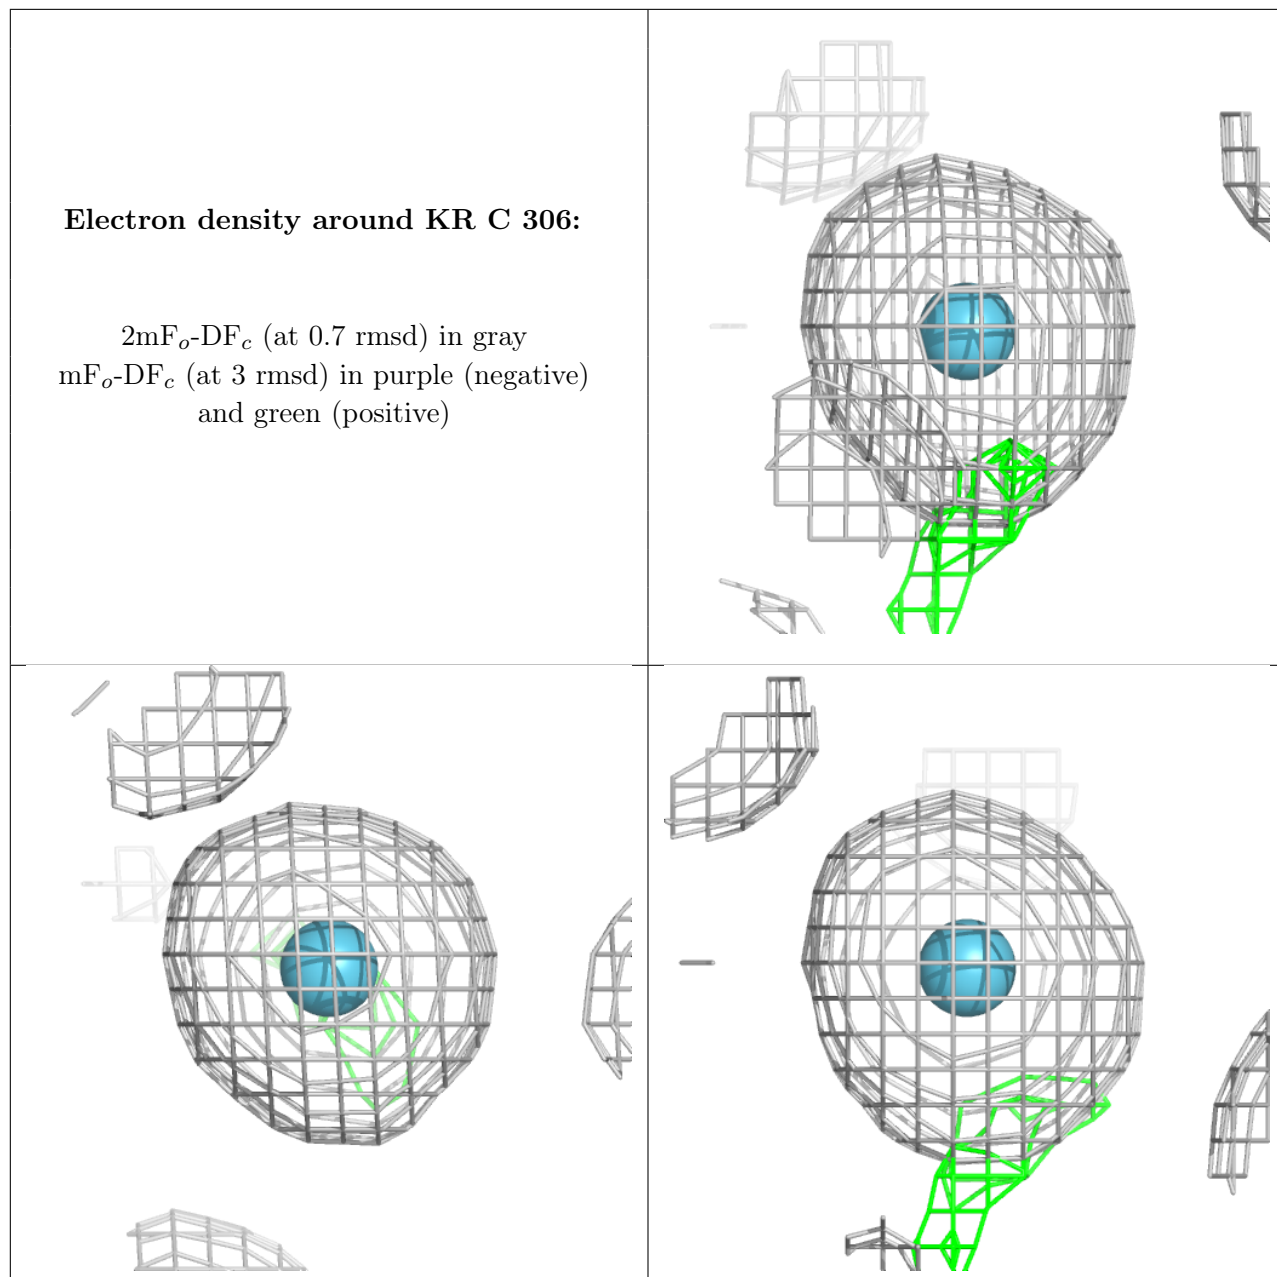 Electron density around KR C 306:
2mFo-DFc (at 0.7 rmsd) in gray
mFo-DFc (at 3 rmsd) in purple (negative)
and green (positive)